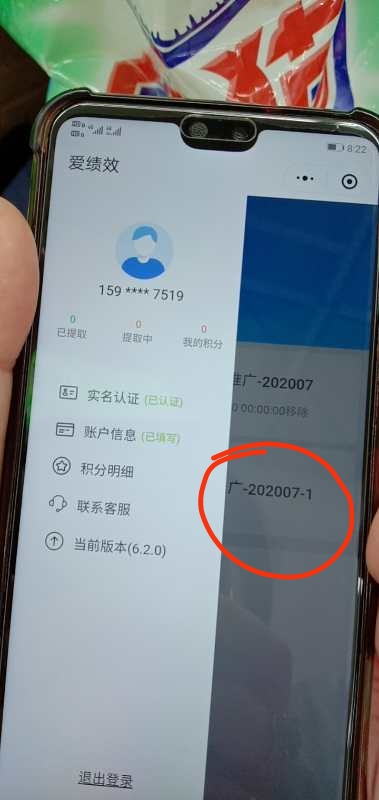 8:22
爱绩效
159 **** 7519
0 0 0
已提取 提取中 我的积分
实名认证 (已认证)
账户信息 (已填写)
积分明细
联系客服
当前版本(6.2.0)
退出登录
推广-202007
0 00:00:00移除
广-202007-1